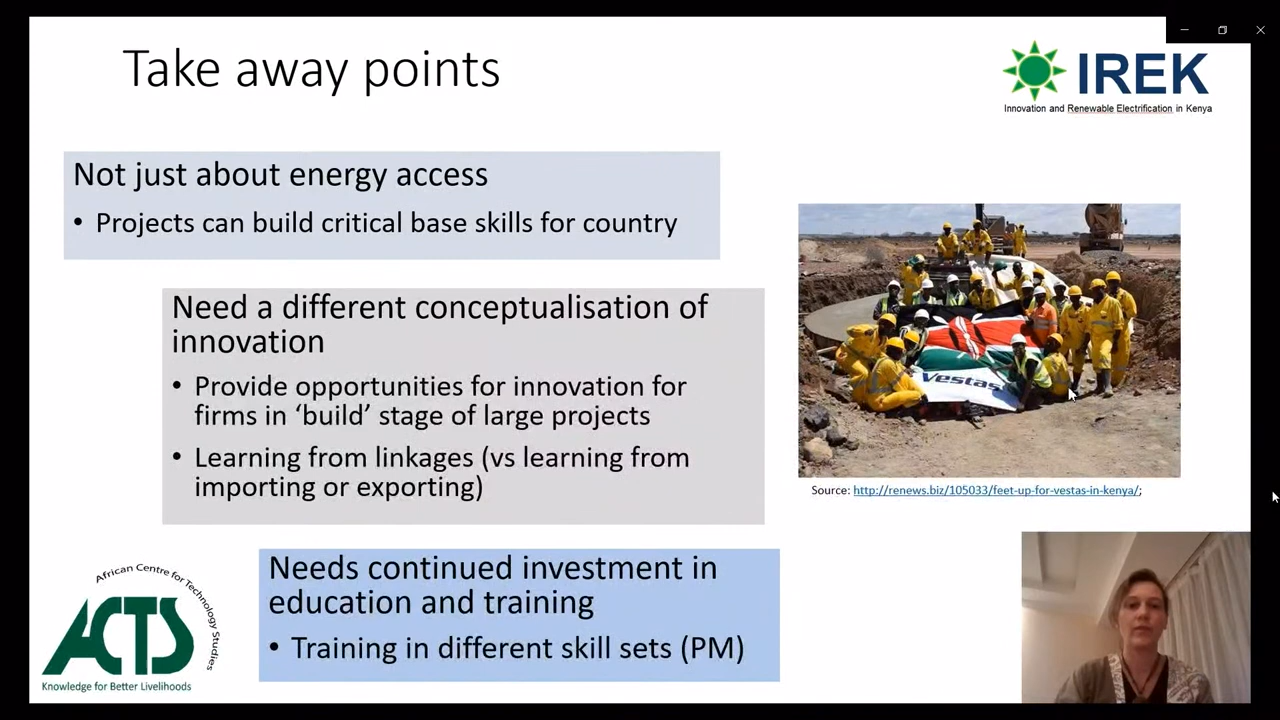 Take away points
IREK
Innovation and Renewable Electrification in Kenya
Not just about energy access
• Projects can build critical base skills for country
Need a different conceptualisation of
innovation
• Provide opportunities for innovation for
firms in ‘build’ stage of large projects
• Learning from linkages (vs learning from
importing or exporting)
Vestas
Source: http://renews.biz/105033/feet-up-for-vestas-in-kenya/;
Needs continued investment in
education and training
• Training in different skill sets (PM)
African Centre for Technology Studies
ACTS
Knowledge for Better Livelihoods